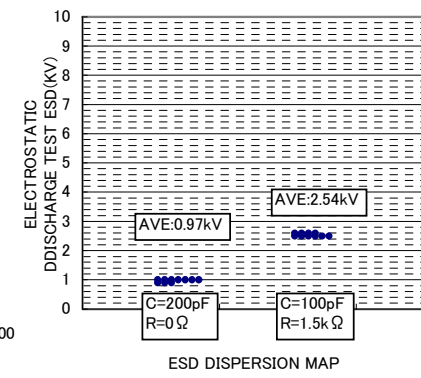 ELECTROSTATIC
DDISCHARGE TEST ESD(KV)
10
9
8
7
6
5
4
3
2
1
0
AVE:0.97kV
AVE:2.54kV
C=200pF
R=0Ω
C=100pF
R=1.5kΩ
00
ESD DISPERSION MAP